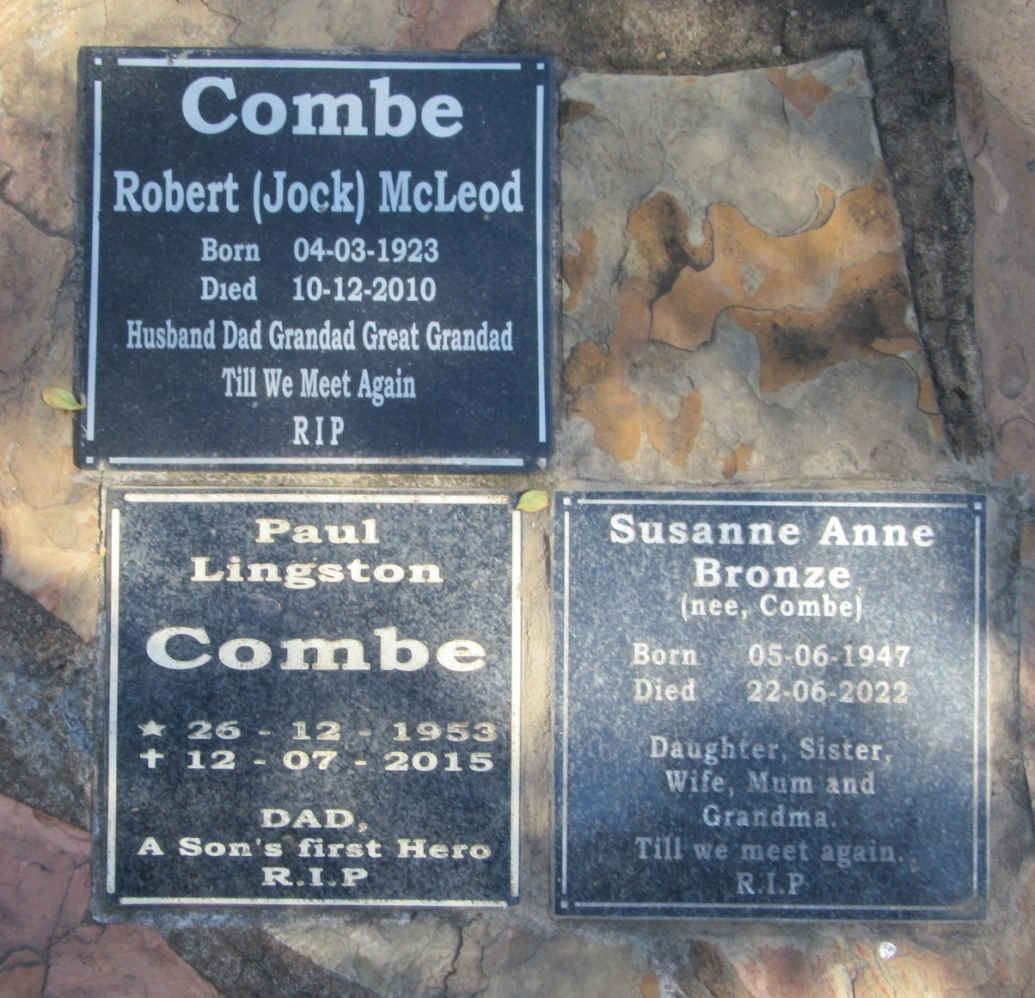 Combe
Robert (Jock) McLeod
Born 04-03-1923
Died 10-12-2010
Husband Dad Grandad Great Grandad
Till We Meet Again
R I P
Paul
Lingston
Combe
★ 26 - 12 - 1953
✝ 12 - 07 - 2015
DAD,
A Son's first Hero
R.I.P
Susanne Anne
Bronze
(nee, Combe)
Born 05-06-1947
Died 22-06-2022
Daughter, Sister,
Wife, Mum and
Grandma.
Till we meet again.
R.I.P